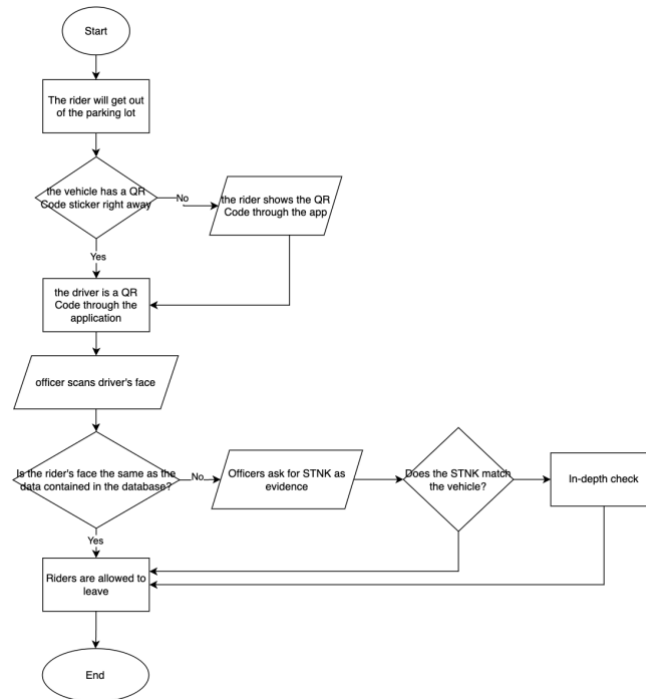 Start
The rider will get out
of the parking lot
the vehicle has a QR
Code sticker right away
No
the rider shows the QR
Code through the app
Yes
the driver is a QR
Code through the
application
officer scans driver's face
Is the rider's face the same as the
data contained in the database?
No
Officers ask for STNK as
evidence
Does the STNK match
the vehicle?
In-depth check
Yes
Riders are allowed to
leave
End